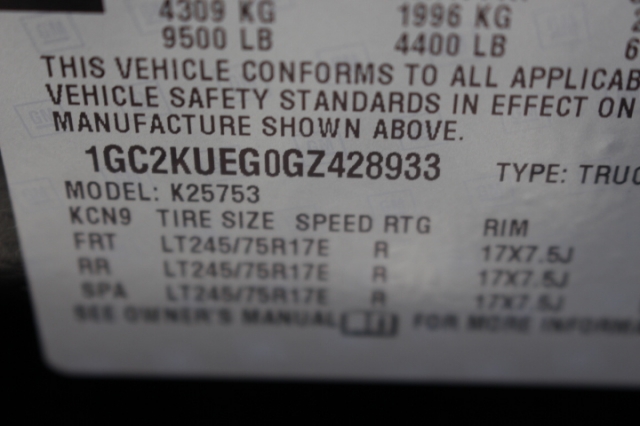 4309 KG 1996 KG
9500 LB 4400 LB 6
THIS VEHICLE CONFORMS TO ALL APPLICAB
VEHICLE SAFETY STANDARDS IN EFFECT ON
MANUFACTURE SHOWN ABOVE.
1GC2KUEG0GZ428933 TYPE: TRUC
MODEL: K25753
KCN9 TIRE SIZE SPEED RTG RIM
FRT LT245/75R17E R 17X7.5J
RR LT245/75R17E R 17X7.5J
SPA LT245/75R17E R 17X7.5J
SEE OWNER'S MANUAL FOR MORE INFORMA